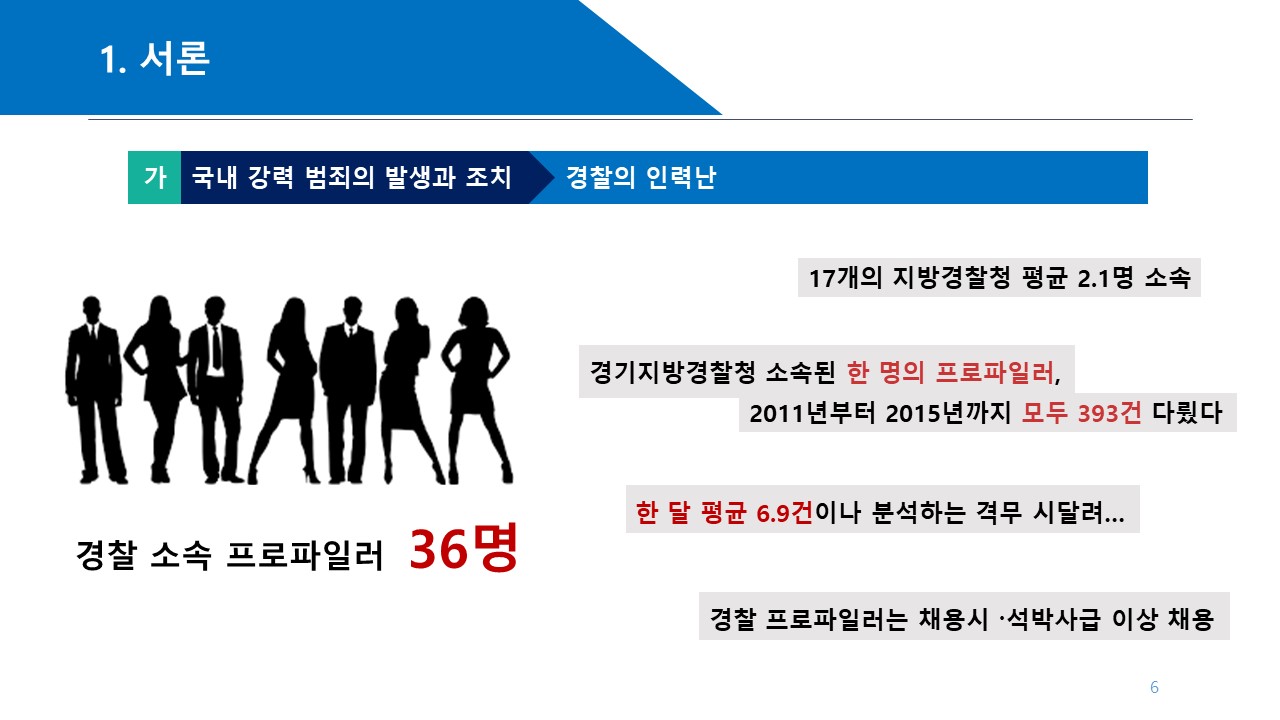 1. 서론
가 국내 강력 범죄의 발생과 조치 경찰의 인력난
17개의 지방경찰청 평균 2.1명 소속
경기지방경찰청 소속된 한 명의 프로파일러,
2011년부터 2015년까지 모두 393건 다뤘다
한 달 평균 6.9건이나 분석하는 격무 시달려...
경찰 소속 프로파일러 36명
경찰 프로파일러는 채용시 ·석박사급 이상 채용
6